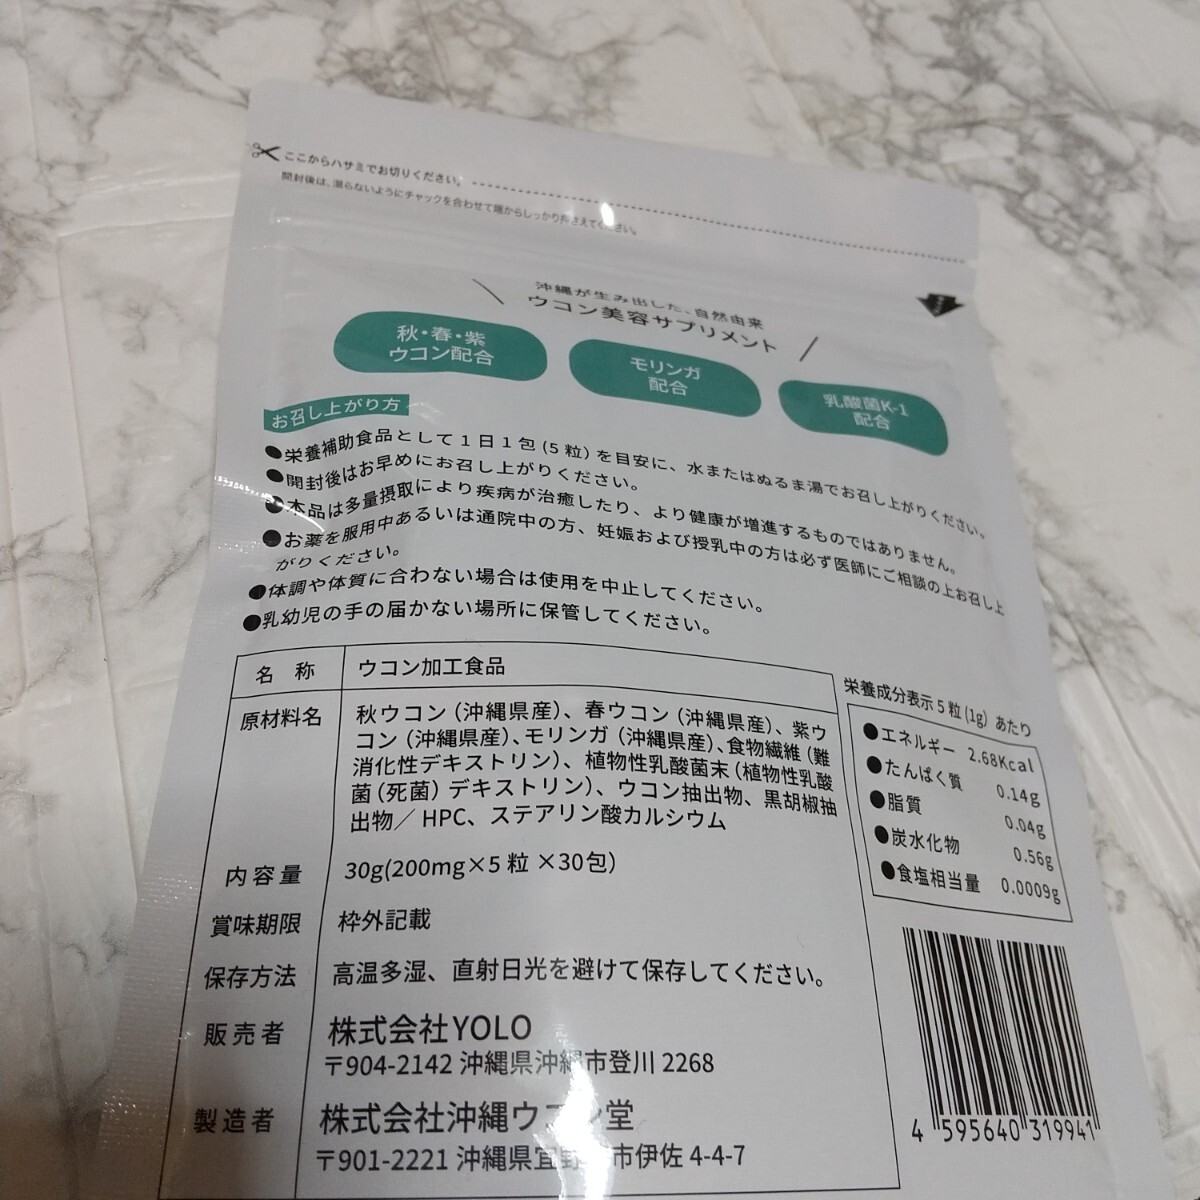 ここからハサミでお切りください。
開封後は、湿らないようにチャックを合わせて端からしっかり押さえてください。
沖縄が生み出した、自然由来
ウコン美容サプリメント
秋・春・紫
ウコン配合
モリンガ
配合
乳酸菌K-1
配合
お召し上がり方
●栄養補助食品として1日1包(5粒)を目安に、水またはぬるま湯でお召し上がりください。
●開封後はお早めにお召し上がりください。
●本品は多量摂取により疾病が治癒したり、より健康が増進するものではありません。
●お薬を服用中あるいは通院中の方、妊娠および授乳中の方は必ず医師にご相談の上お召し上
がりください。
●体調や体質に合わない場合は使用を中止してください。
●乳幼児の手の届かない場所に保管してください。
名 称 ウコン加工食品
原材料名 秋ウコン(沖縄県産)、春ウコン(沖縄県産)、紫ウ
コン(沖縄県産)、モリンガ(沖縄県産)、食物繊維(難
消化性デキストリン)、植物性乳酸菌末(植物性乳酸
菌(死菌)デキストリン)、ウコン抽出物、黒胡椒抽
出物/HPC、ステアリン酸カルシウム
内容量 30g(200mg×5粒×30包)
賞味期限 枠外記載
保存方法 高温多湿、直射日光を避けて保存してください。
販売者 株式会社YOLO
〒904-2142 沖縄県沖縄市登川 2268
製造者 株式会社沖縄ウコン堂
〒901-2221 沖縄県宜野 市伊佐 4-4-7
栄養成分表示5粒(1g)あたり
●エネルギー 2.68Kcal
●たんぱく質 0.14g
●脂質 0.04g
●炭水化物 0.56g
●食塩相当量 0.0009g
4 595640 319941